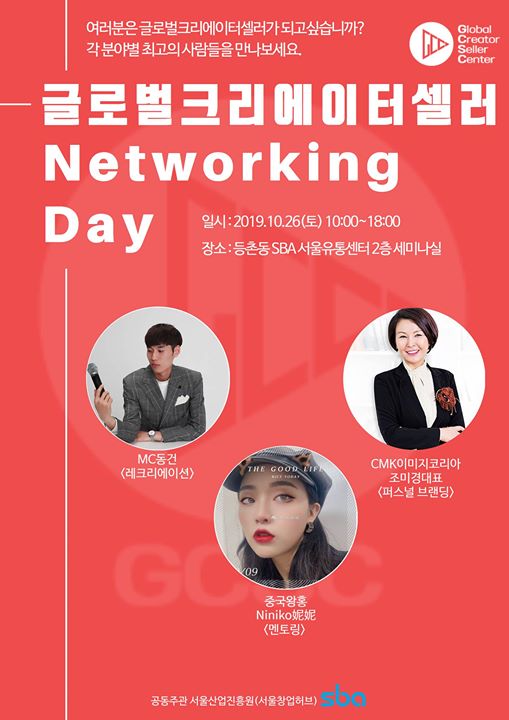 여러분은 글로벌크리에이터셀러가 되고싶습니까?
각 분야별 최고의 사람들을 만나보세요.
GCSC
Global
Creator
Seller
Center
글로벌크리에이터셀러
Networking
Day
일시 : 2019.10.26(토) 10:00~18:00
장소 : 등촌동 SBA 서울유통센터 2층 세미나실
MC동건
<레크리에이션>
CMK이미지코리아
조미경대표
<퍼스널 브랜딩>
THE GOOD LIFE
NICE TODAY
/09
중국왕홍
Niniko妮妮
<멘토링>
GCSC
공동주관 서울산업진흥원(서울창업허브) sba